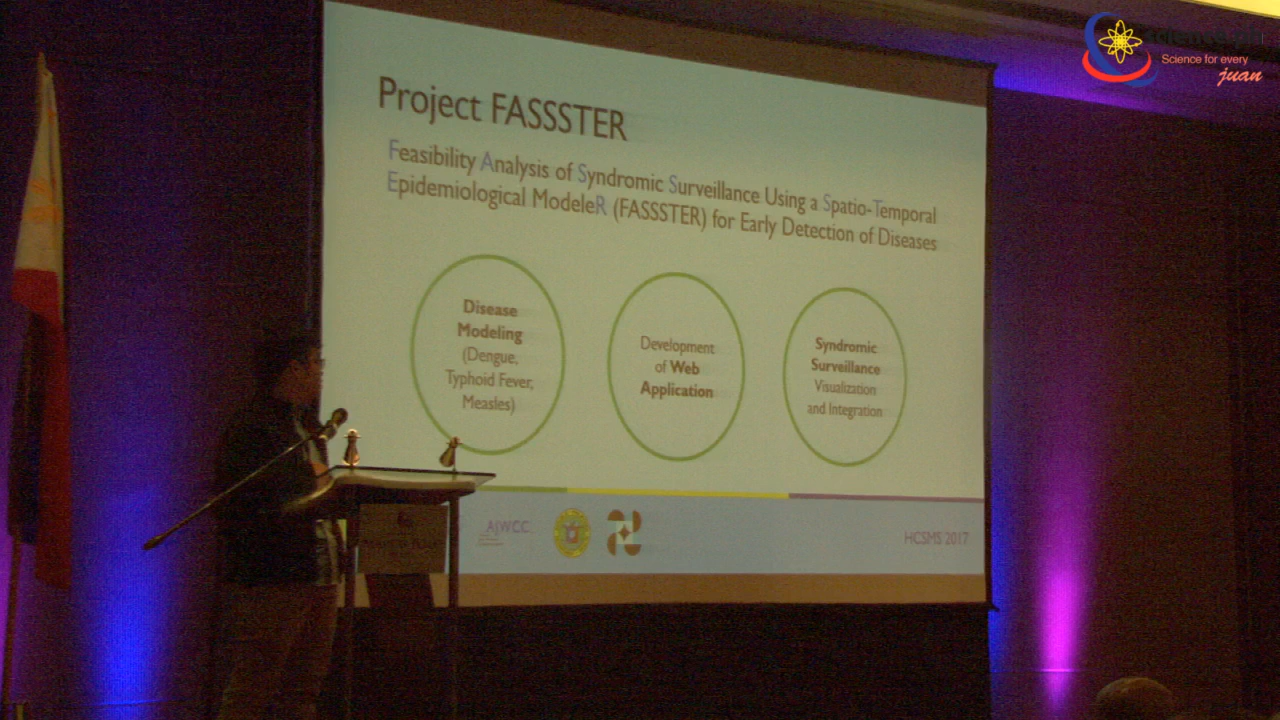 science.ph
Science for every
juan
Project FASSSTER
Feasibility Analysis of Syndromic Surveillance Using a Spatio-Temporal
Epidemiological ModeleR (FASSSTER) for Early Detection of Diseases
Disease
Modeling
(Dengue,
Typhoid Fever,
Measles)
Development
of Web
Application
Syndromic
Surveillance
Visualization
and Integration
AJWCC
HCSMS 2017